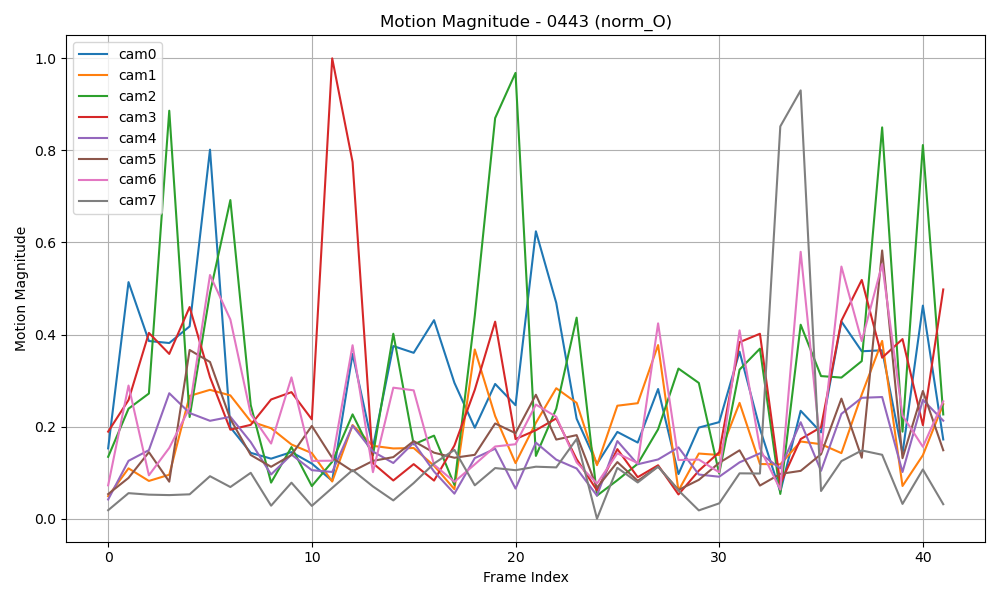 Motion Magnitude - 0443 (norm_O)
cam0
cam1
cam2
cam3
cam4
cam5
cam6
cam7
Motion Magnitude
1.0
0.8
0.6
0.4
0.2
0.0
0 10 20 30 40
Frame Index